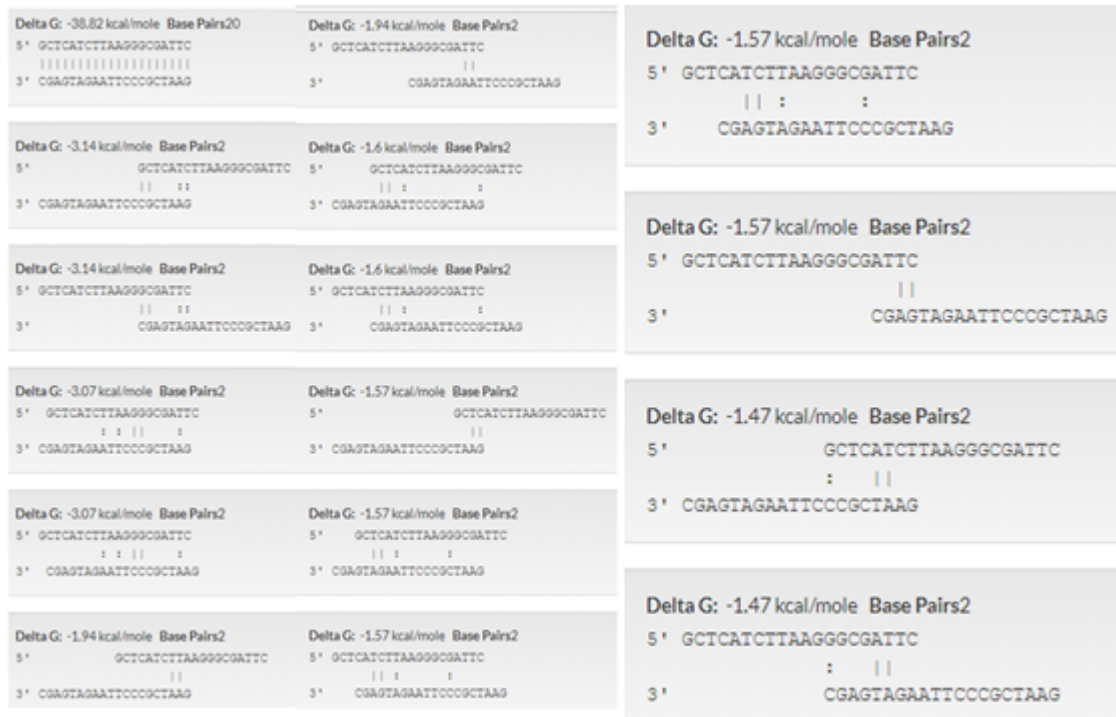 Delta G: -38.82 kcal/mole Base Pairs20
5' GCTCATCTTAAGGGCGATTC
||||||||||||||||||||
3' CGAGTAGAATTCCCGCTAAG
Delta G: -3.14 kcal/mole Base Pairs2
5' GCTCATCTTAAGGGCGATTC
|| ::
3' CGAGTAGAATTCCCGCTAAG
Delta G: -3.14 kcal/mole Base Pairs2
5' GCTCATCTTAAGGGCGATTC
|| ::
3' CGAGTAGAATTCCCGCTAAG
Delta G: -3.07 kcal/mole Base Pairs2
5' GCTCATCTTAAGGGCGATTC
: : || :
3' CGAGTAGAATTCCCGCTAAG
Delta G: -3.07 kcal/mole Base Pairs2
5' GCTCATCTTAAGGGCGATTC
: : || :
3' CGAGTAGAATTCCCGCTAAG
Delta G: -1.94 kcal/mole Base Pairs2
5' GCTCATCTTAAGGGCGATTC
||
3' CGAGTAGAATTCCCGCTAAG
Delta G: -1.94 kcal/mole Base Pairs2
5' GCTCATCTTAAGGGCGATTC
||
3' CGAGTAGAATTCCCGCTAAG
Delta G: -1.6 kcal/mole Base Pairs2
5' GCTCATCTTAAGGGCGATTC
|| : :
3' CGAGTAGAATTCCCGCTAAG
Delta G: -1.6 kcal/mole Base Pairs2
5' GCTCATCTTAAGGGCGATTC
|| : :
3' CGAGTAGAATTCCCGCTAAG
Delta G: -1.57 kcal/mole Base Pairs2
5' GCTCATCTTAAGGGCGATTC
||
3' CGAGTAGAATTCCCGCTAAG
Delta G: -1.57 kcal/mole Base Pairs2
5' GCTCATCTTAAGGGCGATTC
|| : :
3' CGAGTAGAATTCCCGCTAAG
Delta G: -1.57 kcal/mole Base Pairs2
5' GCTCATCTTAAGGGCGATTC
|| : :
3' CGAGTAGAATTCCCGCTAAG
Delta G: -1.57 kcal/mole Base Pairs2
5' GCTCATCTTAAGGGCGATTC
|| : :
3' CGAGTAGAATTCCCGCTAAG
Delta G: -1.57 kcal/mole Base Pairs2
5' GCTCATCTTAAGGGCGATTC
||
3' CGAGTAGAATTCCCGCTAAG
Delta G: -1.47 kcal/mole Base Pairs2
5' GCTCATCTTAAGGGCGATTC
: ||
3' CGAGTAGAATTCCCGCTAAG
Delta G: -1.47 kcal/mole Base Pairs2
5' GCTCATCTTAAGGGCGATTC
: ||
3' CGAGTAGAATTCCCGCTAAG